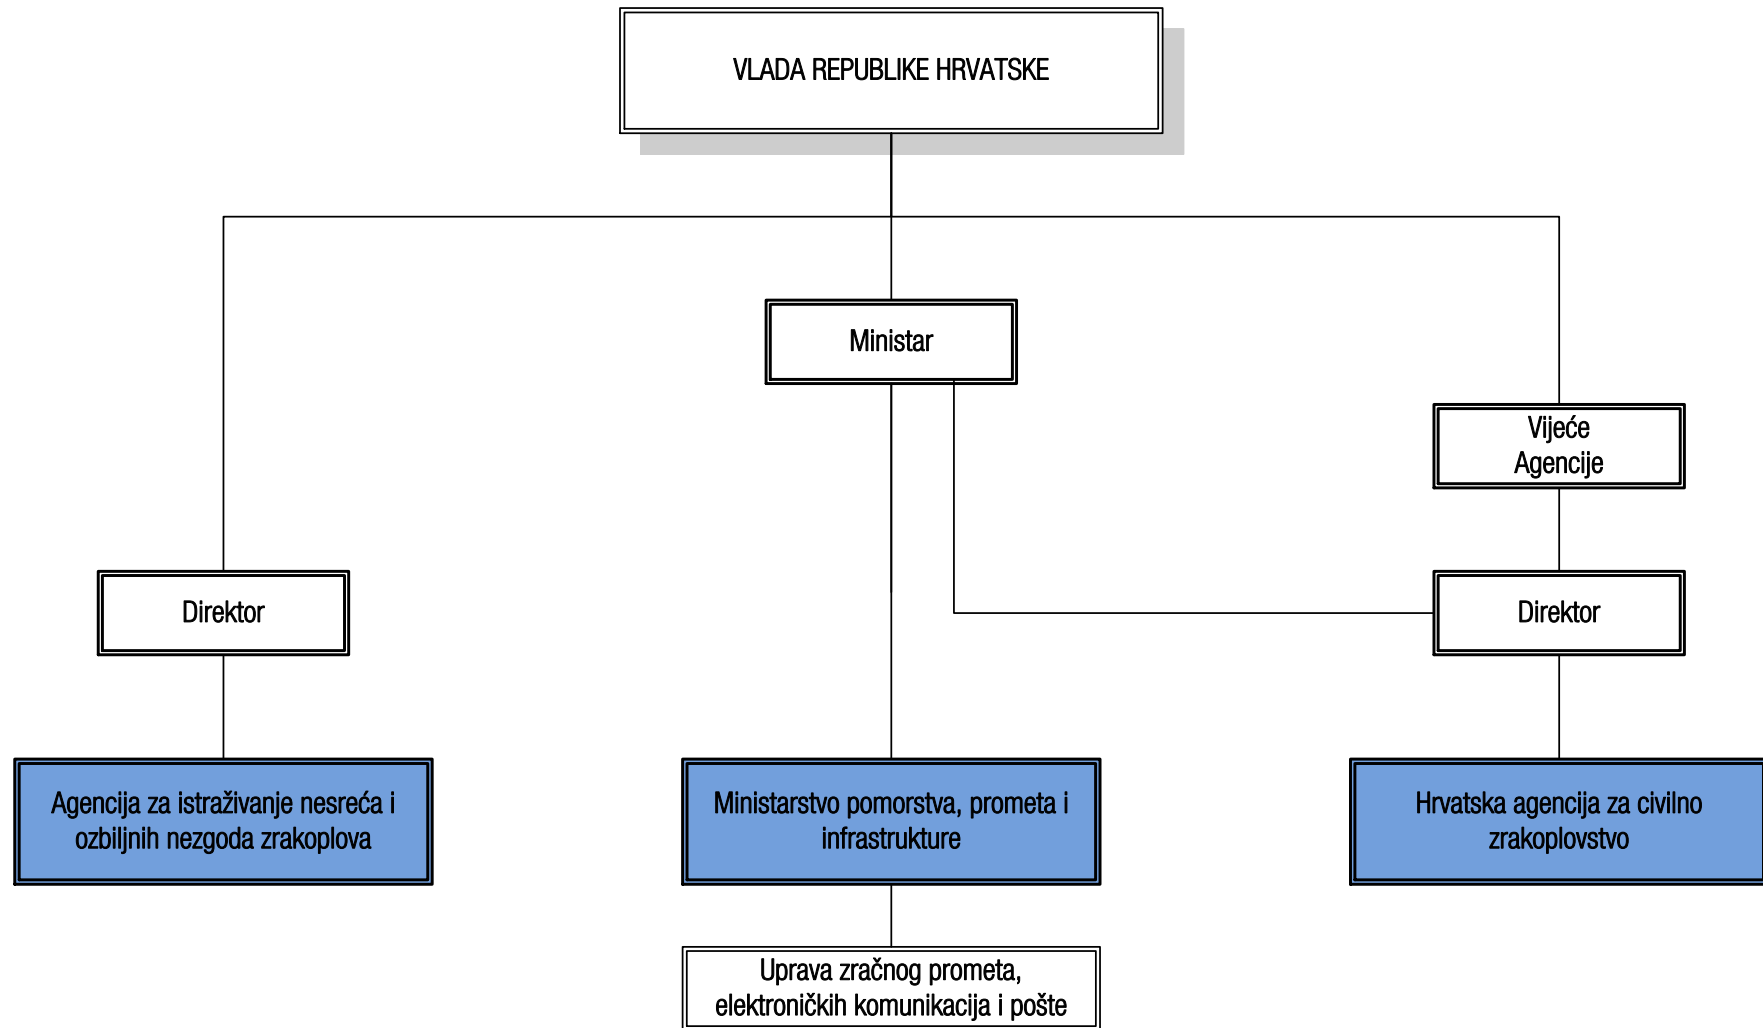 VLADA REPUBLIKE HRVATSKE
Ministar
Vijeće
Agencije
Direktor
Direktor
Agencija za istraživanje nesreća i
ozbiljnih nezgoda zrakoplova
Ministarstvo pomorstva, prometa i
infrastrukture
Hrvatska agencija za civilno
zrakoplovstvo
Uprava zračnog prometa,
elektroničkih komunikacija i pošte